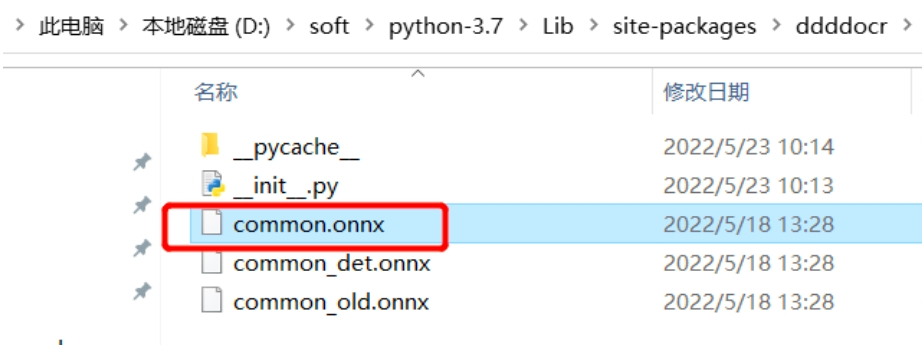 > 此电脑 > 本地磁盘 (D:) > soft > python-3.7 > Lib > site-packages > ddddocr >
名称 修改日期
__pycache__ 2022/5/23 10:14
__init__.py 2022/5/23 10:13
common.onnx 2022/5/18 13:28
common_det.onnx 2022/5/18 13:28
common_old.onnx 2022/5/18 13:28